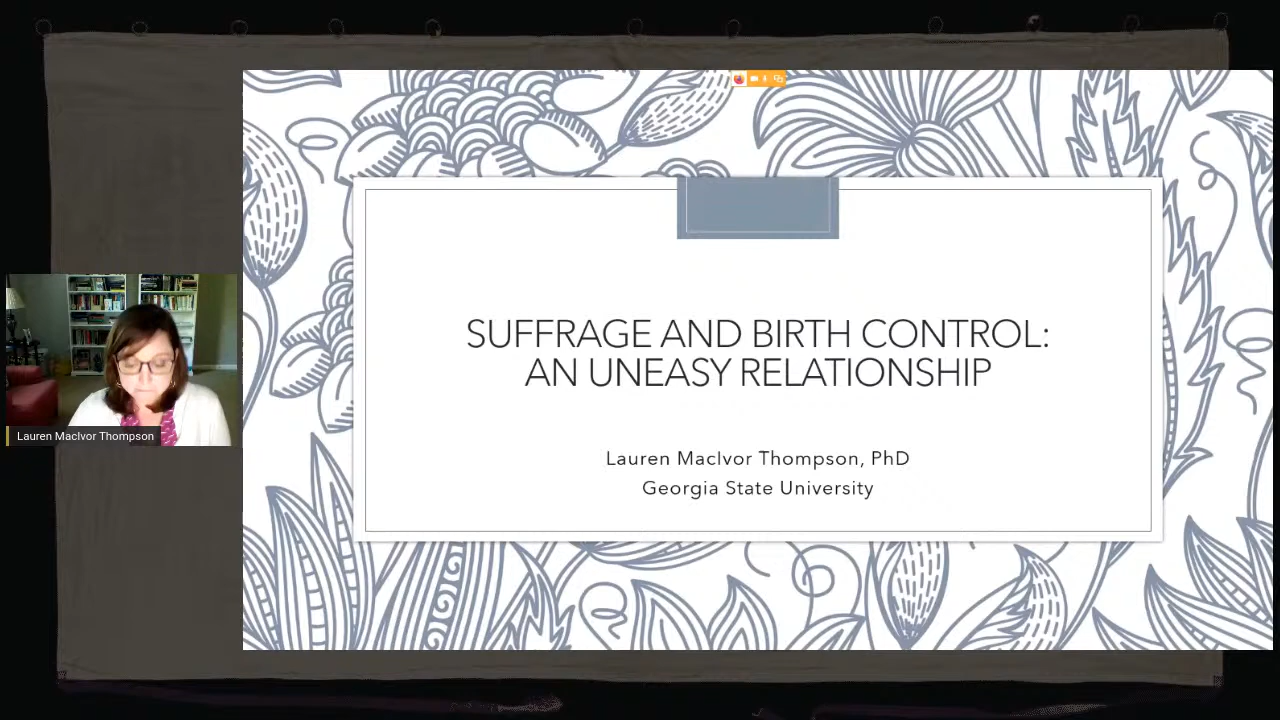 SUFFRAGE AND BIRTH CONTROL:
AN UNEASY RELATIONSHIP
Lauren MacIvor Thompson, PhD
Georgia State University
Lauren MacIvor Thompson